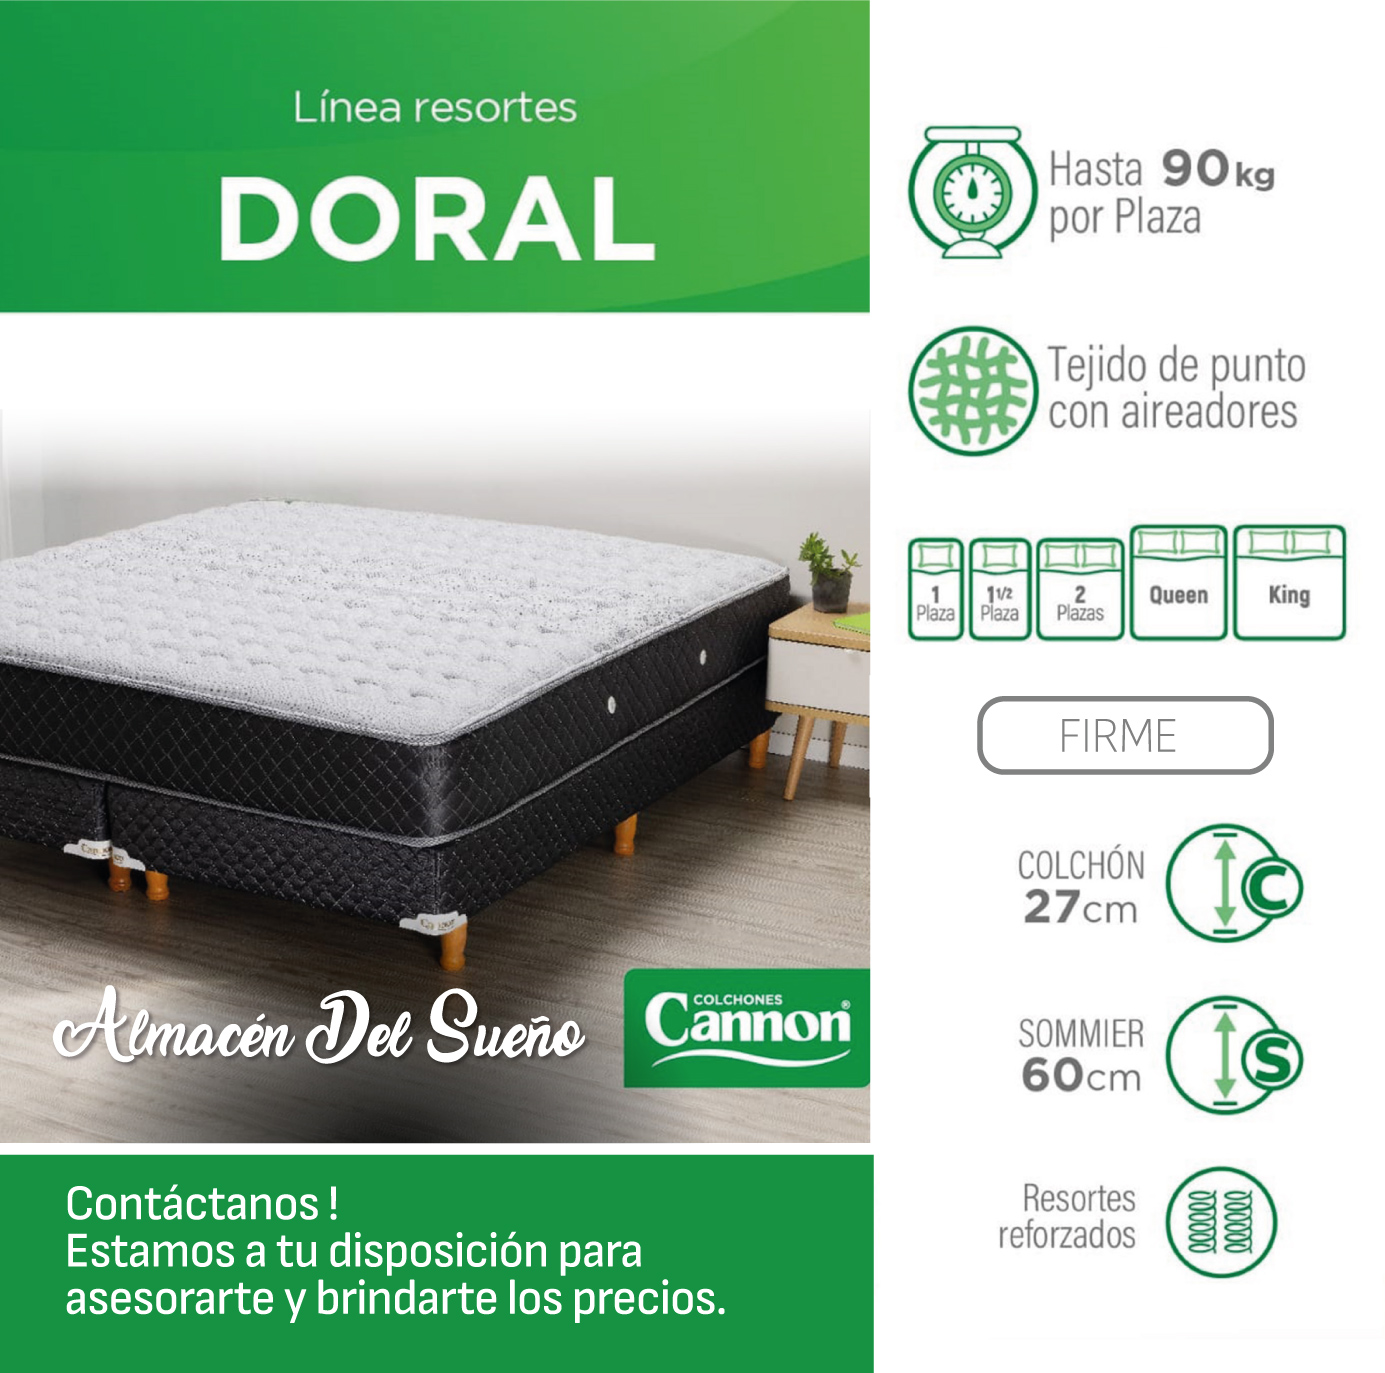 Línea resortes
DORAL
Hasta 90kg
por Plaza
Tejido de punto
con aireadores
1
Plaza
1 1/2
Plaza
2
Plazas
Queen
King
FIRME
COLCHÓN
27cm
C
SOMMIER
60cm
S
Resortes
reforzados
Almacén Del Sueño
COLCHONES
Cannon®
Contáctanos !
Estamos a tu disposición para
asesorarte y brindarte los precios.